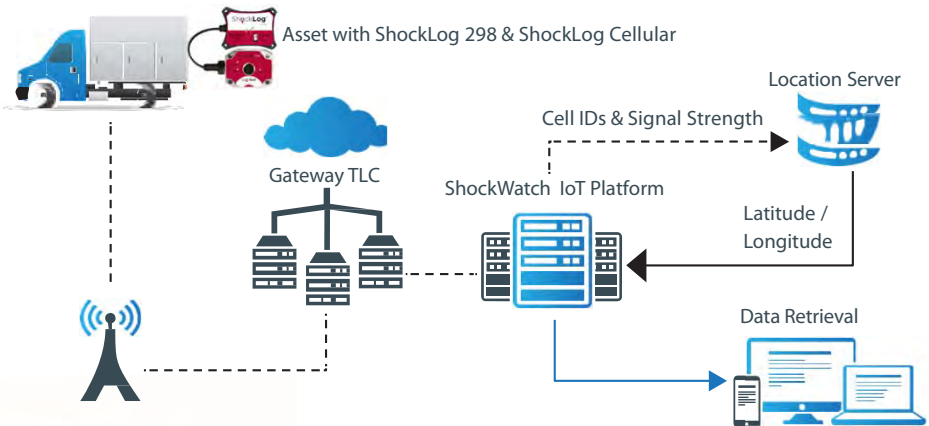 ShockLog
Asset with ShockLog 298 & ShockLog Cellular
Location Server
Cell IDs & Signal Strength
Gateway TLC
ShockWatch IoT Platform
Latitude /
Longitude
Data Retrieval